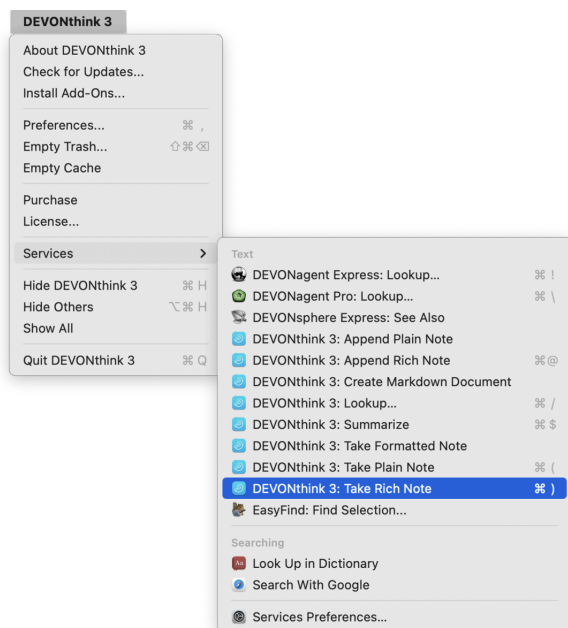 DEVONthink 3
About DEVONthink 3
Check for Updates...
Install Add-Ons...
Preferences... ⌘ ,
Empty Trash... ⇧⌘⌫
Empty Cache
Purchase
License...
Services >
Hide DEVONthink 3 ⌘ H
Hide Others ⌥⌘ H
Show All
Quit DEVONthink 3 ⌘ Q
Text
DEVONagent Express: Lookup... ⌘ !
DEVONagent Pro: Lookup... ⌘ \
DEVONsphere Express: See Also
DEVONthink 3: Append Plain Note
DEVONthink 3: Append Rich Note ⌘@
DEVONthink 3: Create Markdown Document
DEVONthink 3: Lookup... ⌘ /
DEVONthink 3: Summarize ⌘ $
DEVONthink 3: Take Formatted Note
DEVONthink 3: Take Plain Note ⌘ (
DEVONthink 3: Take Rich Note ⌘ )
EasyFind: Find Selection...
Searching
Aa Look Up in Dictionary
Search With Google
Services Preferences...